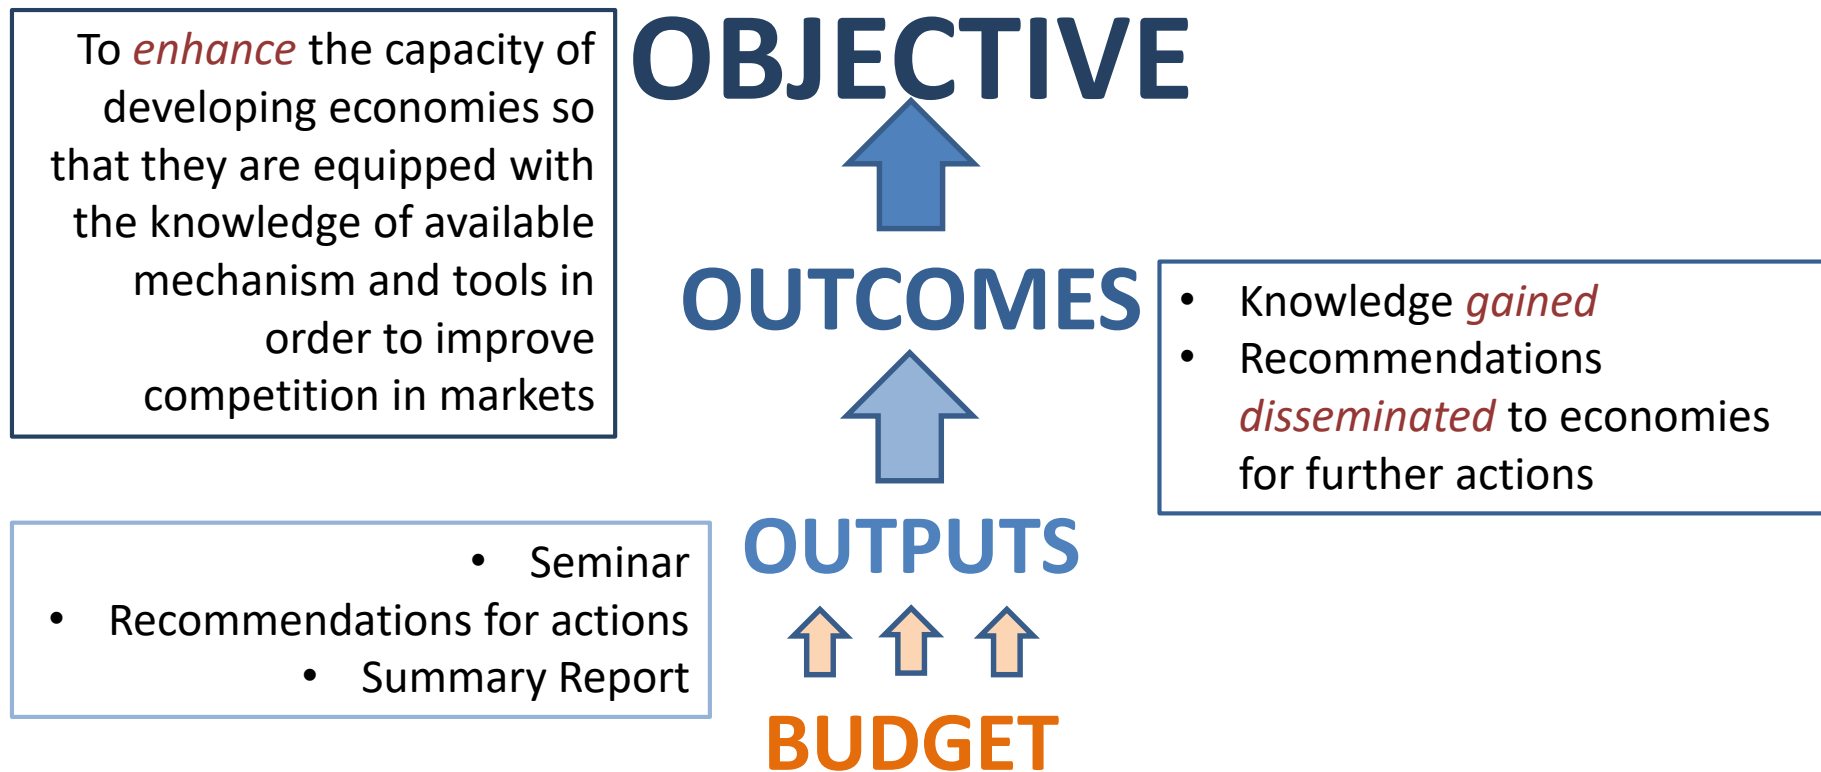 OBJECTIVE
To enhance the capacity of
developing economies so
that they are equipped with
the knowledge of available
mechanism and tools in
order to improve
competition in markets
OUTCOMES
• Knowledge gained
• Recommendations
disseminated to economies
for further actions
OUTPUTS
• Seminar
• Recommendations for actions
• Summary Report
BUDGET